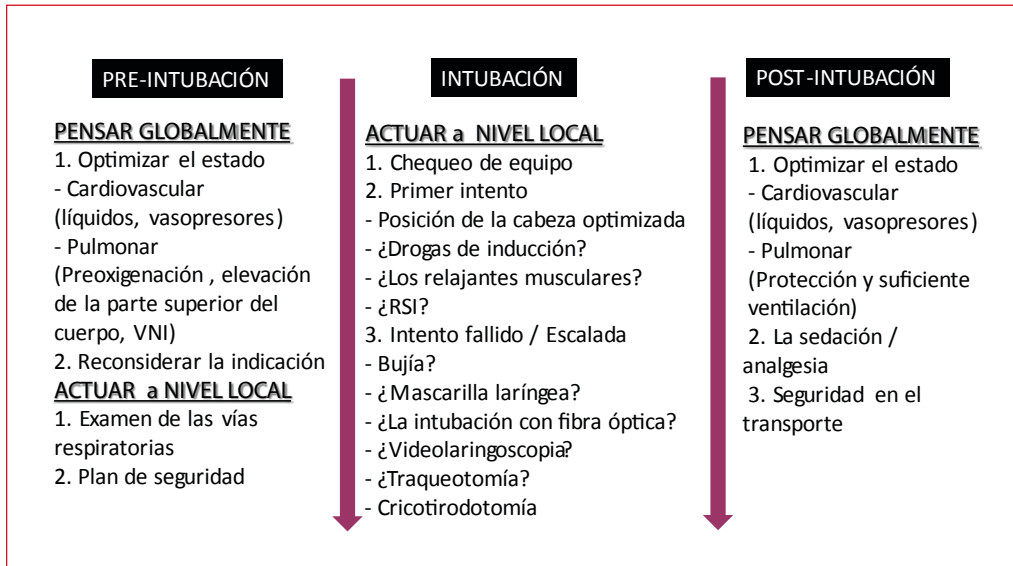 PRE-INTUBACIÓN
PENSAR GLOBALMENTE
1. Optimizar el estado
- Cardiovascular
(líquidos, vasopresores)
- Pulmonar
(Preoxigenación , elevación
de la parte superior del
cuerpo, VNI)
2. Reconsiderar la indicación
ACTUAR a NIVEL LOCAL
1. Examen de las vías
respiratorias
2. Plan de seguridad
INTUBACIÓN
ACTUAR a NIVEL LOCAL
1. Chequeo de equipo
2. Primer intento
- Posición de la cabeza optimizada
- ¿Drogas de inducción?
- ¿Los relajantes musculares?
- ¿RSI?
3. Intento fallido / Escalada
- Bujía?
- ¿Mascarilla laríngea?
- ¿La intubación con fibra óptica?
- ¿Videolaringoscopia?
- ¿Traqueotomía?
- Cricotirodotomía
POST-INTUBACIÓN
PENSAR GLOBALMENTE
1. Optimizar el estado
- Cardiovascular
(líquidos, vasopresores)
- Pulmonar
(Protección y suficiente
ventilación)
2. La sedación /
analgesia
3. Seguridad en el
transporte